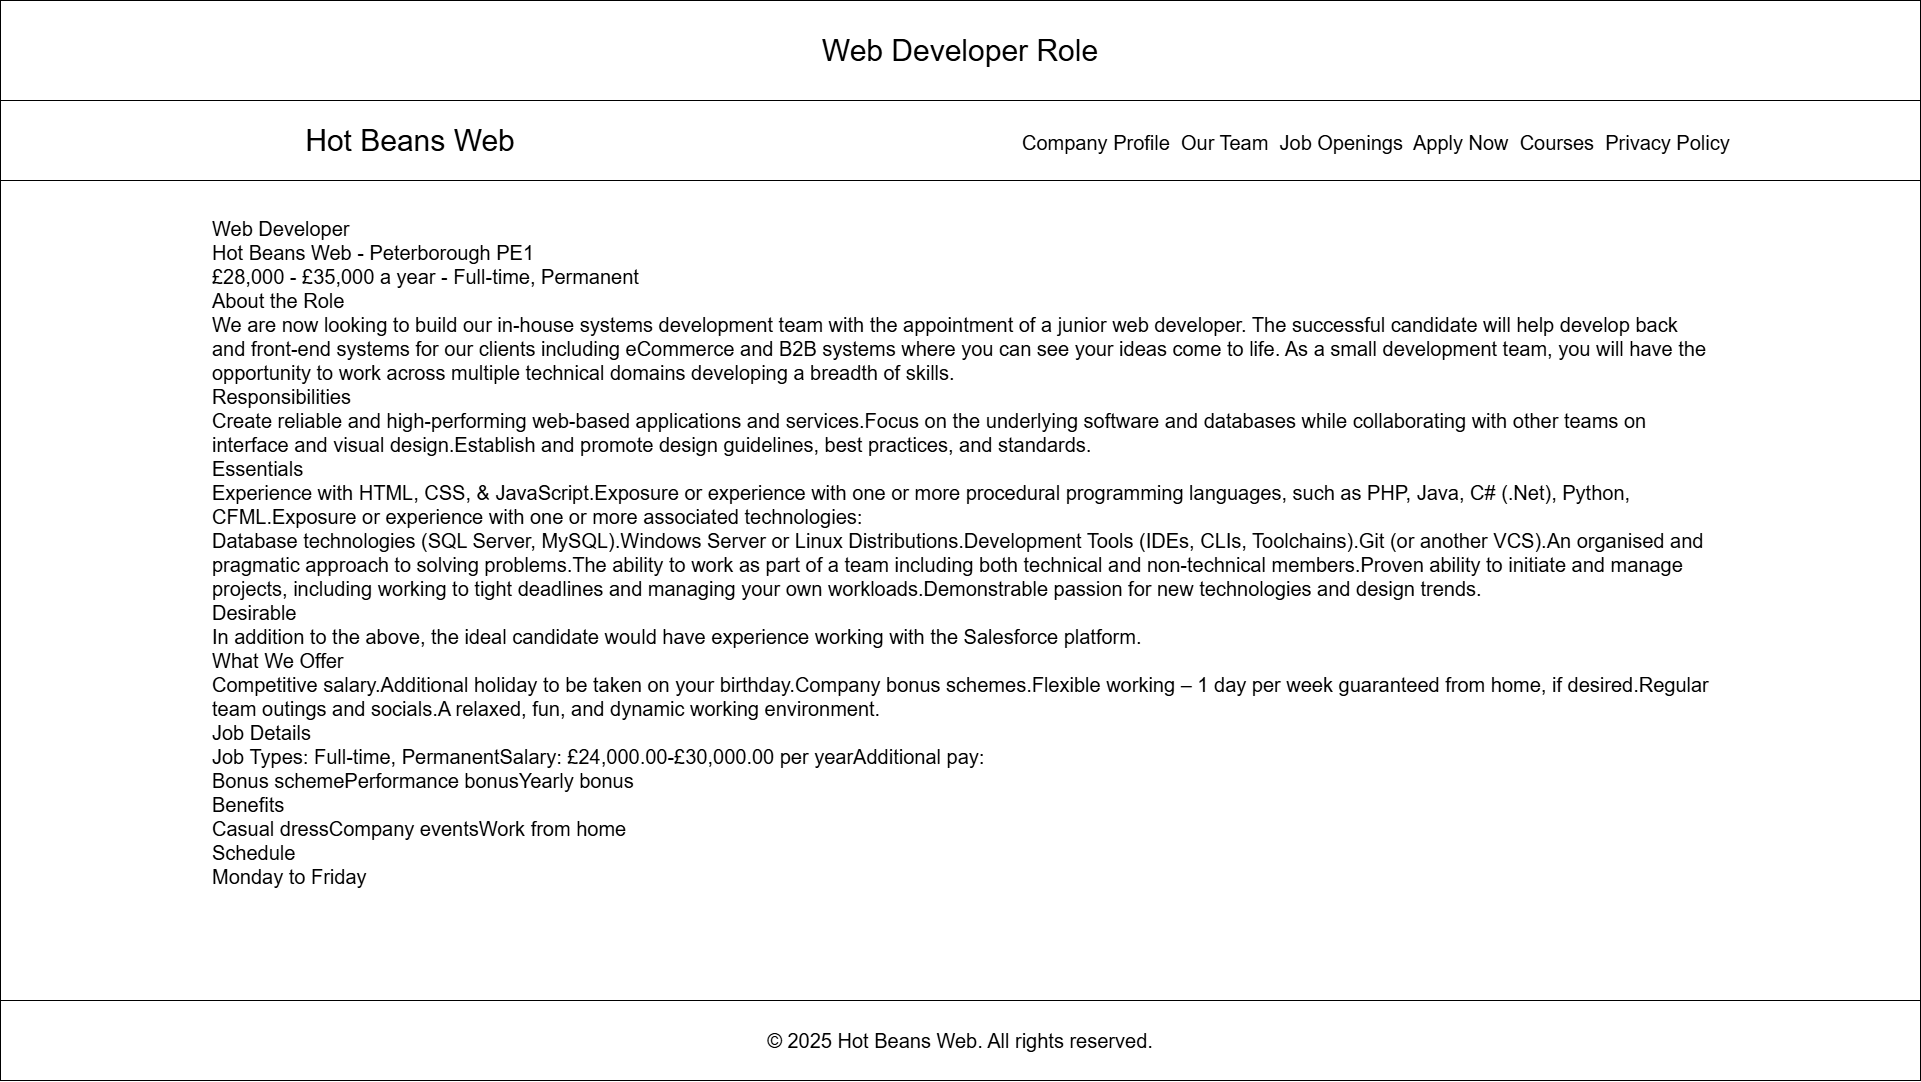 Web Developer Role
Hot Beans Web
Company Profile Our Team Job Openings Apply Now Courses Privacy Policy
Web Developer
Hot Beans Web - Peterborough PE1
£28,000 - £35,000 a year - Full-time, Permanent
About the Role
We are now looking to build our in-house systems development team with the appointment of a junior web developer. The successful candidate will help develop back
and front-end systems for our clients including eCommerce and B2B systems where you can see your ideas come to life. As a small development team, you will have the
opportunity to work across multiple technical domains developing a breadth of skills.
Responsibilities
Create reliable and high-performing web-based applications and services.Focus on the underlying software and databases while collaborating with other teams on
interface and visual design.Establish and promote design guidelines, best practices, and standards.
Essentials
Experience with HTML, CSS, & JavaScript.Exposure or experience with one or more procedural programming languages, such as PHP, Java, C# (.Net), Python,
CFML.Exposure or experience with one or more associated technologies:
Database technologies (SQL Server, MySQL).Windows Server or Linux Distributions.Development Tools (IDEs, CLIs, Toolchains).Git (or another VCS).An organised and
pragmatic approach to solving problems.The ability to work as part of a team including both technical and non-technical members.Proven ability to initiate and manage
projects, including working to tight deadlines and managing your own workloads.Demonstrable passion for new technologies and design trends.
Desirable
In addition to the above, the ideal candidate would have experience working with the Salesforce platform.
What We Offer
Competitive salary.Additional holiday to be taken on your birthday.Company bonus schemes.Flexible working – 1 day per week guaranteed from home, if desired.Regular
team outings and socials.A relaxed, fun, and dynamic working environment.
Job Details
Job Types: Full-time, PermanentSalary: £24,000.00-£30,000.00 per yearAdditional pay:
Bonus schemePerformance bonusYearly bonus
Benefits
Casual dressCompany eventsWork from home
Schedule
Monday to Friday
© 2025 Hot Beans Web. All rights reserved.